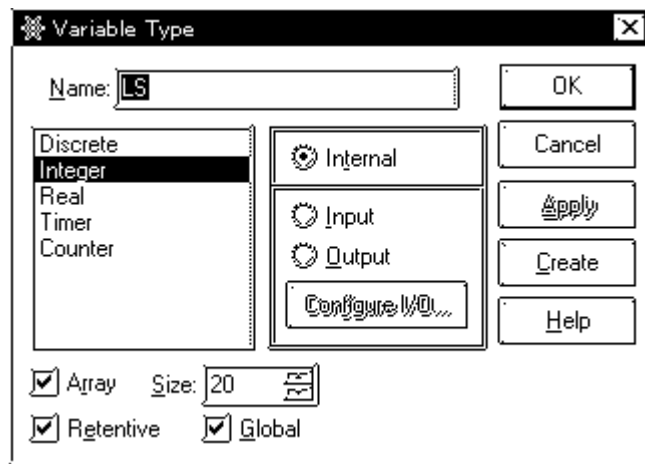 Variable Type
Name: LS
OK
Discrete
Integer
Real
Timer
Counter
Internal
Input
Output
Configure I/O...
Cancel
Apply
Create
Help
Array Size: 20
Retentive Global